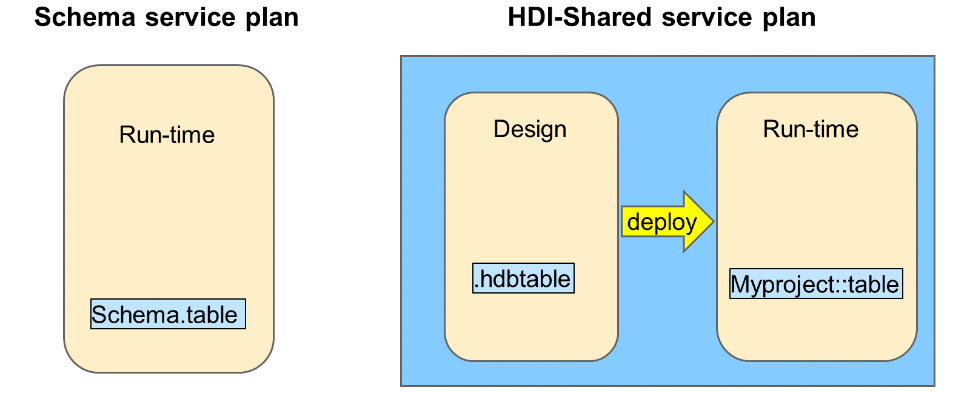 Schema service plan
HDI-Shared service plan
Run-time
Schema.table
Design
.hdbtable
deploy
Run-time
Myproject::table